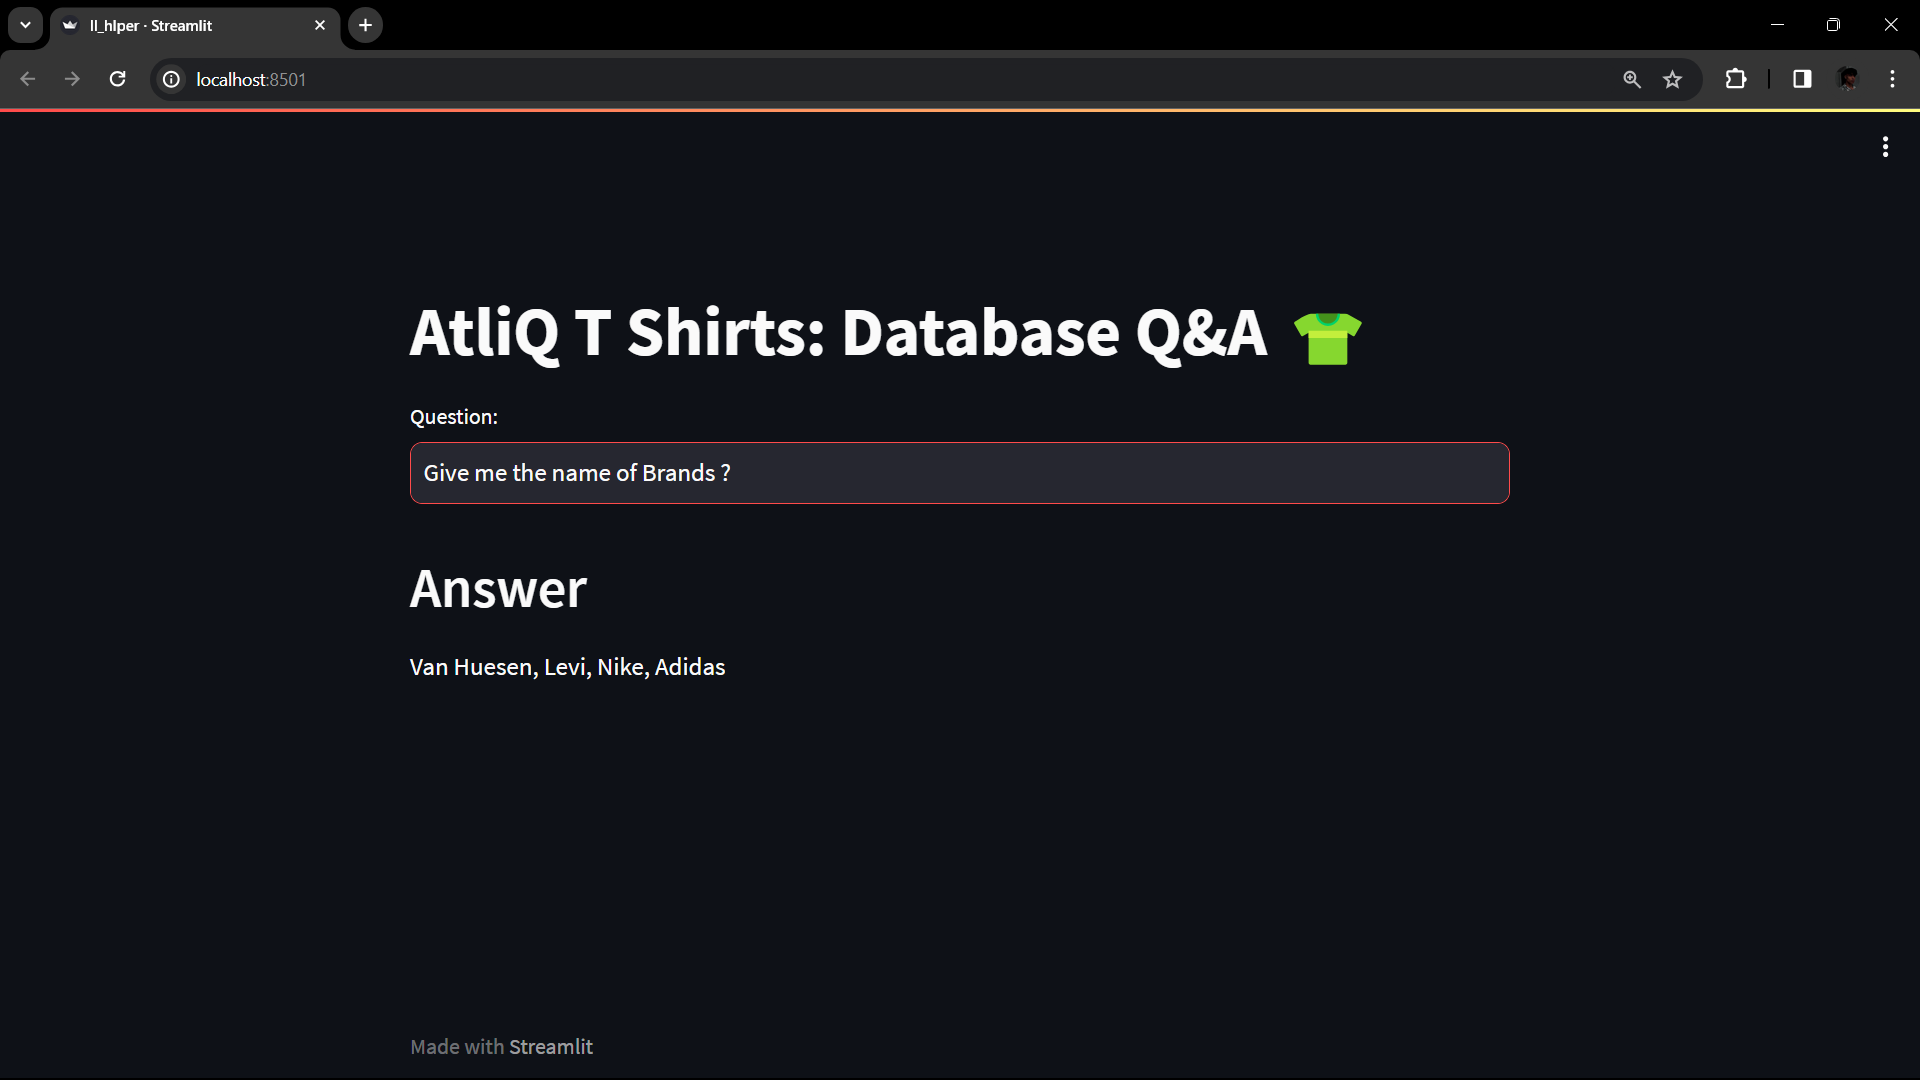 ll_hlper · Streamlit
localhost:8501
AtliQ T Shirts: Database Q&A
Question:
Give me the name of Brands ?
Answer
Van Huesen, Levi, Nike, Adidas
Made with Streamlit